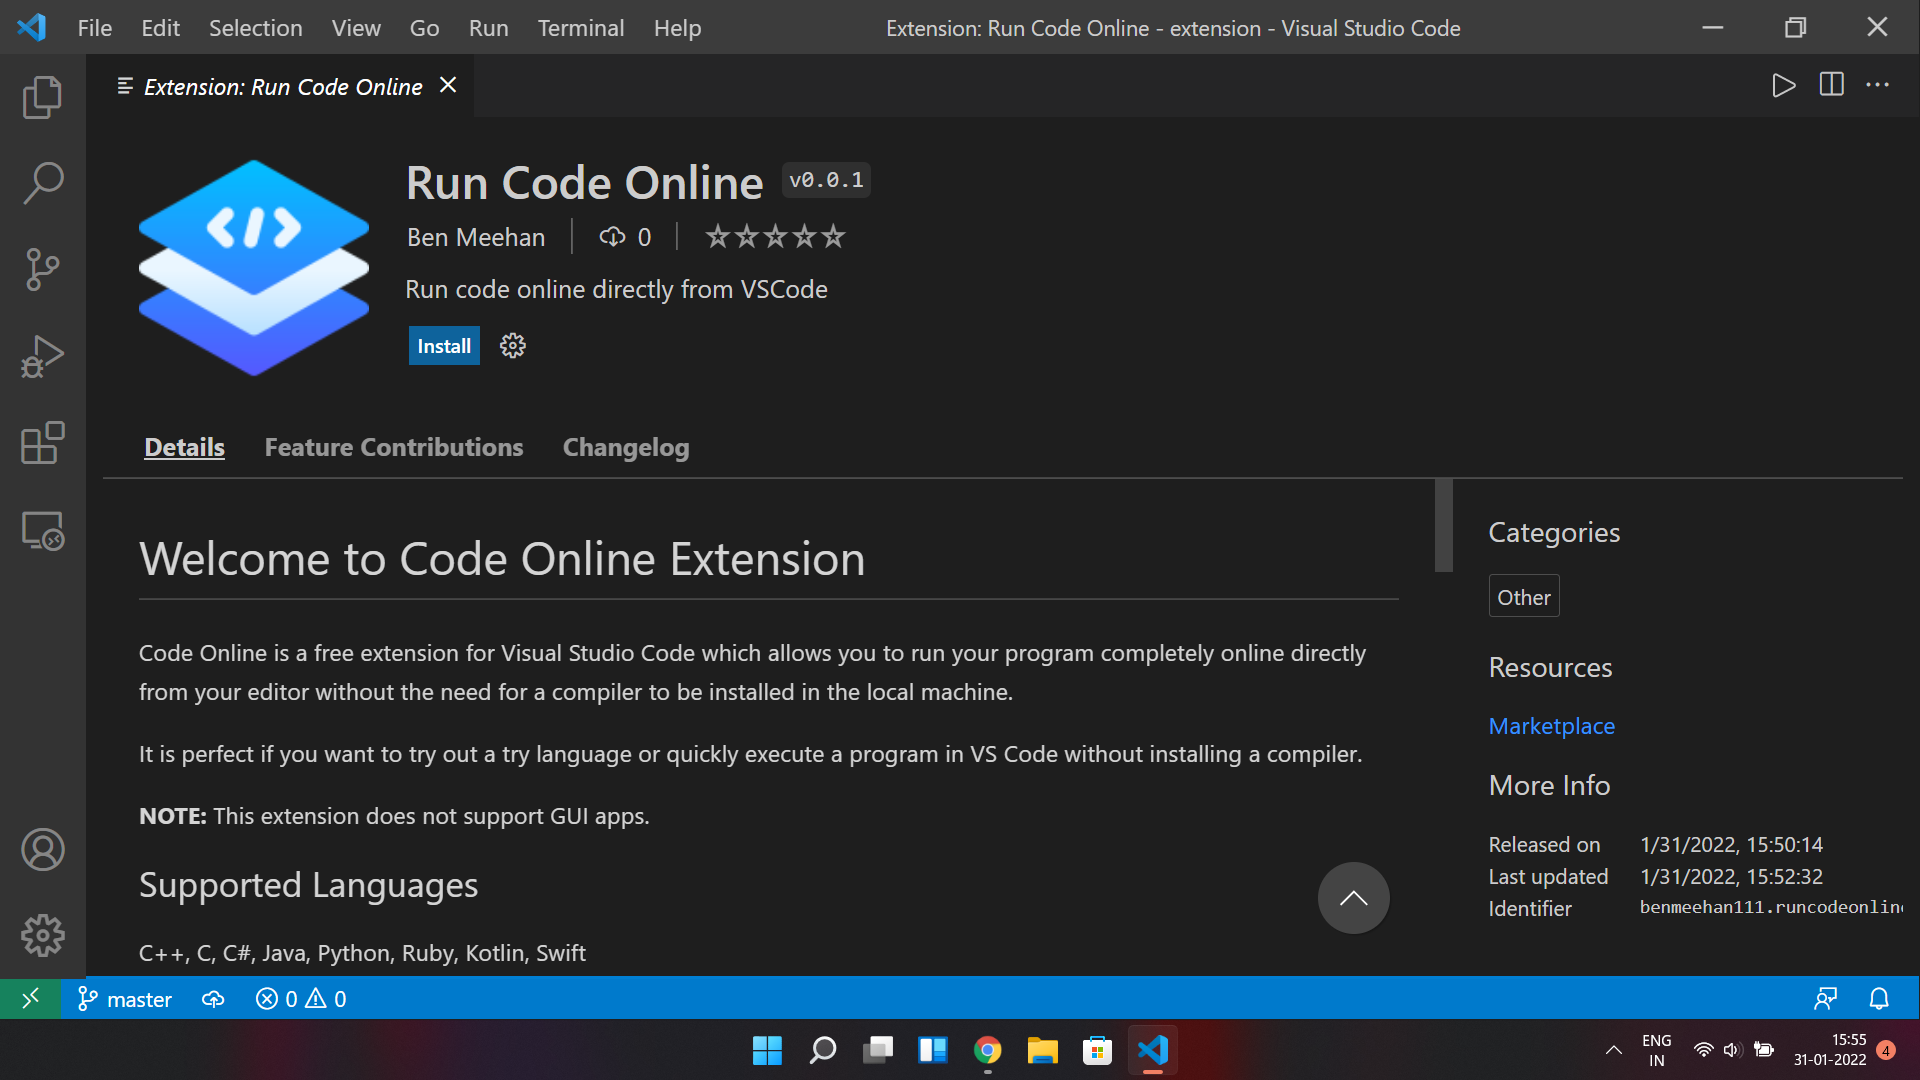 File Edit Selection View Go Run Terminal Help
Extension: Run Code Online - extension - Visual Studio Code
Extension: Run Code Online
Run Code Online v0.0.1
Ben Meehan 0
Run code online directly from VSCode
Install
Details Feature Contributions Changelog
Welcome to Code Online Extension
Code Online is a free extension for Visual Studio Code which allows you to run your program completely online directly
from your editor without the need for a compiler to be installed in the local machine.
It is perfect if you want to try out a try language or quickly execute a program in VS Code without installing a compiler.
NOTE: This extension does not support GUI apps.
Supported Languages
C++, C, C#, Java, Python, Ruby, Kotlin, Swift
Categories
Other
Resources
Marketplace
More Info
Released on 1/31/2022, 15:50:14
Last updated 1/31/2022, 15:52:32
Identifier benmeehan111.runcodeonline
master 0 0
ENG
IN
15:55
31-01-2022
4